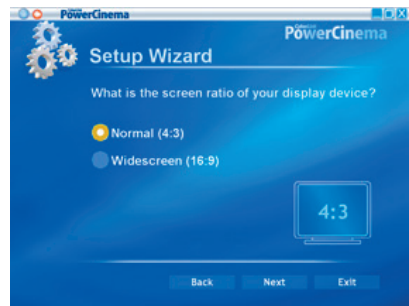 PowerCinema
CyberLink
PowerCinema
Setup Wizard
What is the screen ratio of your display device?
Normal (4:3)
Widescreen (16:9)
4:3
Back Next Exit